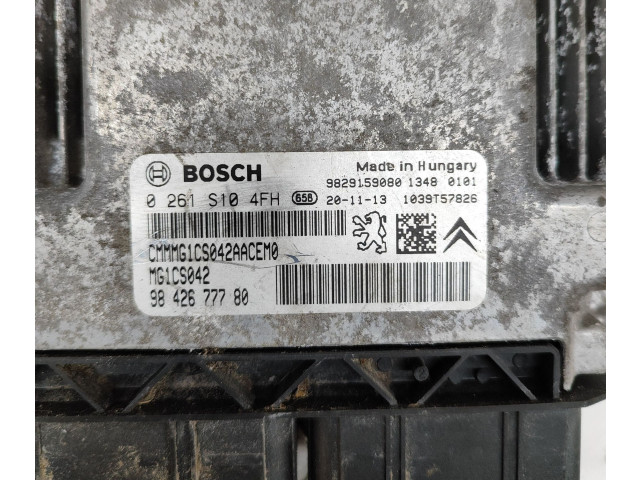 BOSCH
Made in Hungary
9829159080 1348 0101
0 261 S10 4FH 65B 20-11-13 1039T57826
CMMMG1CS042AACEM0
MG1CS042
98 426 777 80